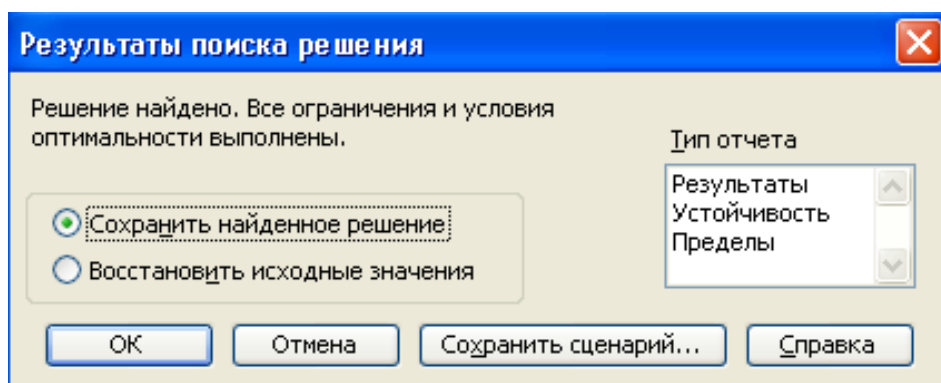 Результаты поиска решения
Решение найдено. Все ограничения и условия
оптимальности выполнены.
Тип отчета
Результаты
Устойчивость
Пределы
Сохранить найденное решение
Восстановить исходные значения
ОК
Отмена
Сохранить сценарий...
Справка